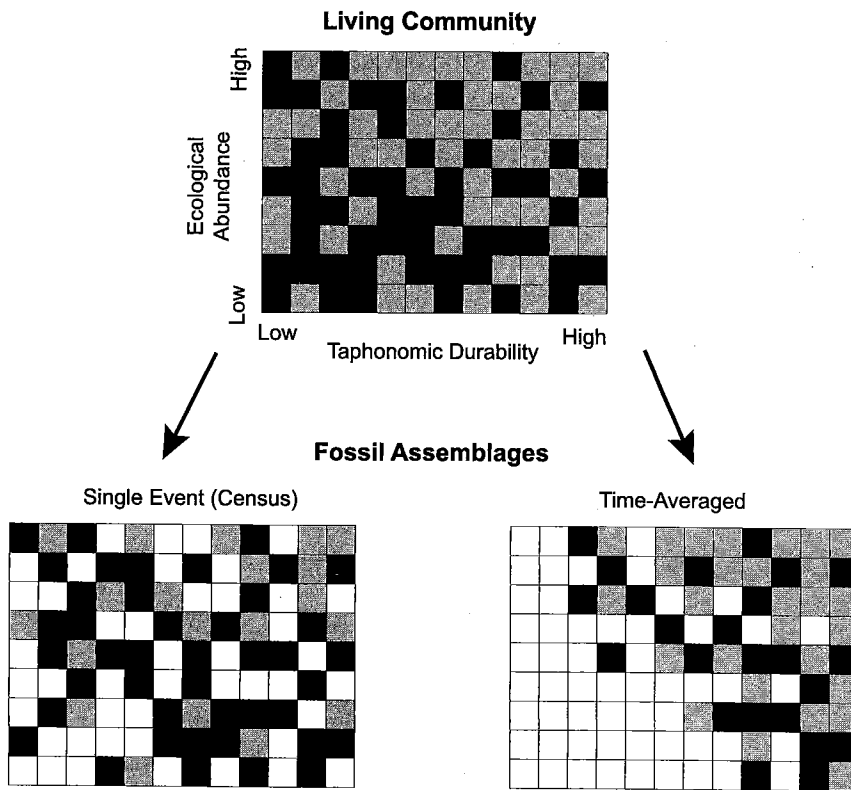 Living Community
High
Ecological
Abundance
Low
Low
High
Taphonomic Durability
Fossil Assemblages
Single Event (Census)
Time-Averaged